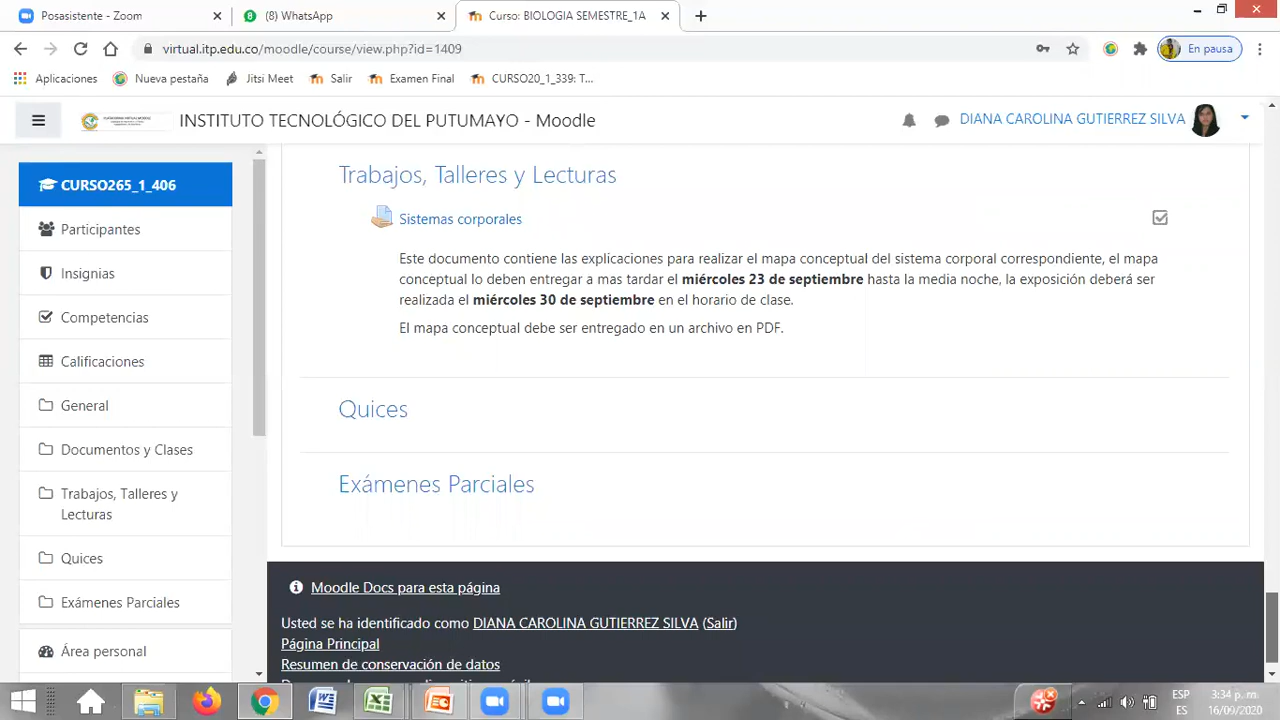 Posasistente - Zoom
(8) WhatsApp
Curso: BIOLOGIA SEMESTRE_1A
virtual.itp.edu.co/moodle/course/view.php?id=1409
En pausa
Aplicaciones
Nueva pestaña
Jitsi Meet
Salir
Examen Final
CURSO20_1_339: T...
INSTITUTO TECNOLÓGICO DEL PUTUMAYO - Moodle
DIANA CAROLINA GUTIERREZ SILVA
CURSO265_1_406
Participantes
Insignias
Competencias
Calificaciones
General
Documentos y Clases
Trabajos, Talleres y
Lecturas
Quices
Exámenes Parciales
Área personal
Trabajos, Talleres y Lecturas
Sistemas corporales
Este documento contiene las explicaciones para realizar el mapa conceptual del sistema corporal correspondiente, el mapa
conceptual lo deben entregar a mas tardar el miércoles 23 de septiembre hasta la media noche, la exposición deberá ser
realizada el miércoles 30 de septiembre en el horario de clase.
El mapa conceptual debe ser entregado en un archivo en PDF.
Quices
Exámenes Parciales
Moodle Docs para esta página
Usted se ha identificado como DIANA CAROLINA GUTIERREZ SILVA (Salir)
Página Principal
Resumen de conservación de datos
ESP
ES
3:34 p. m.
16/09/2020